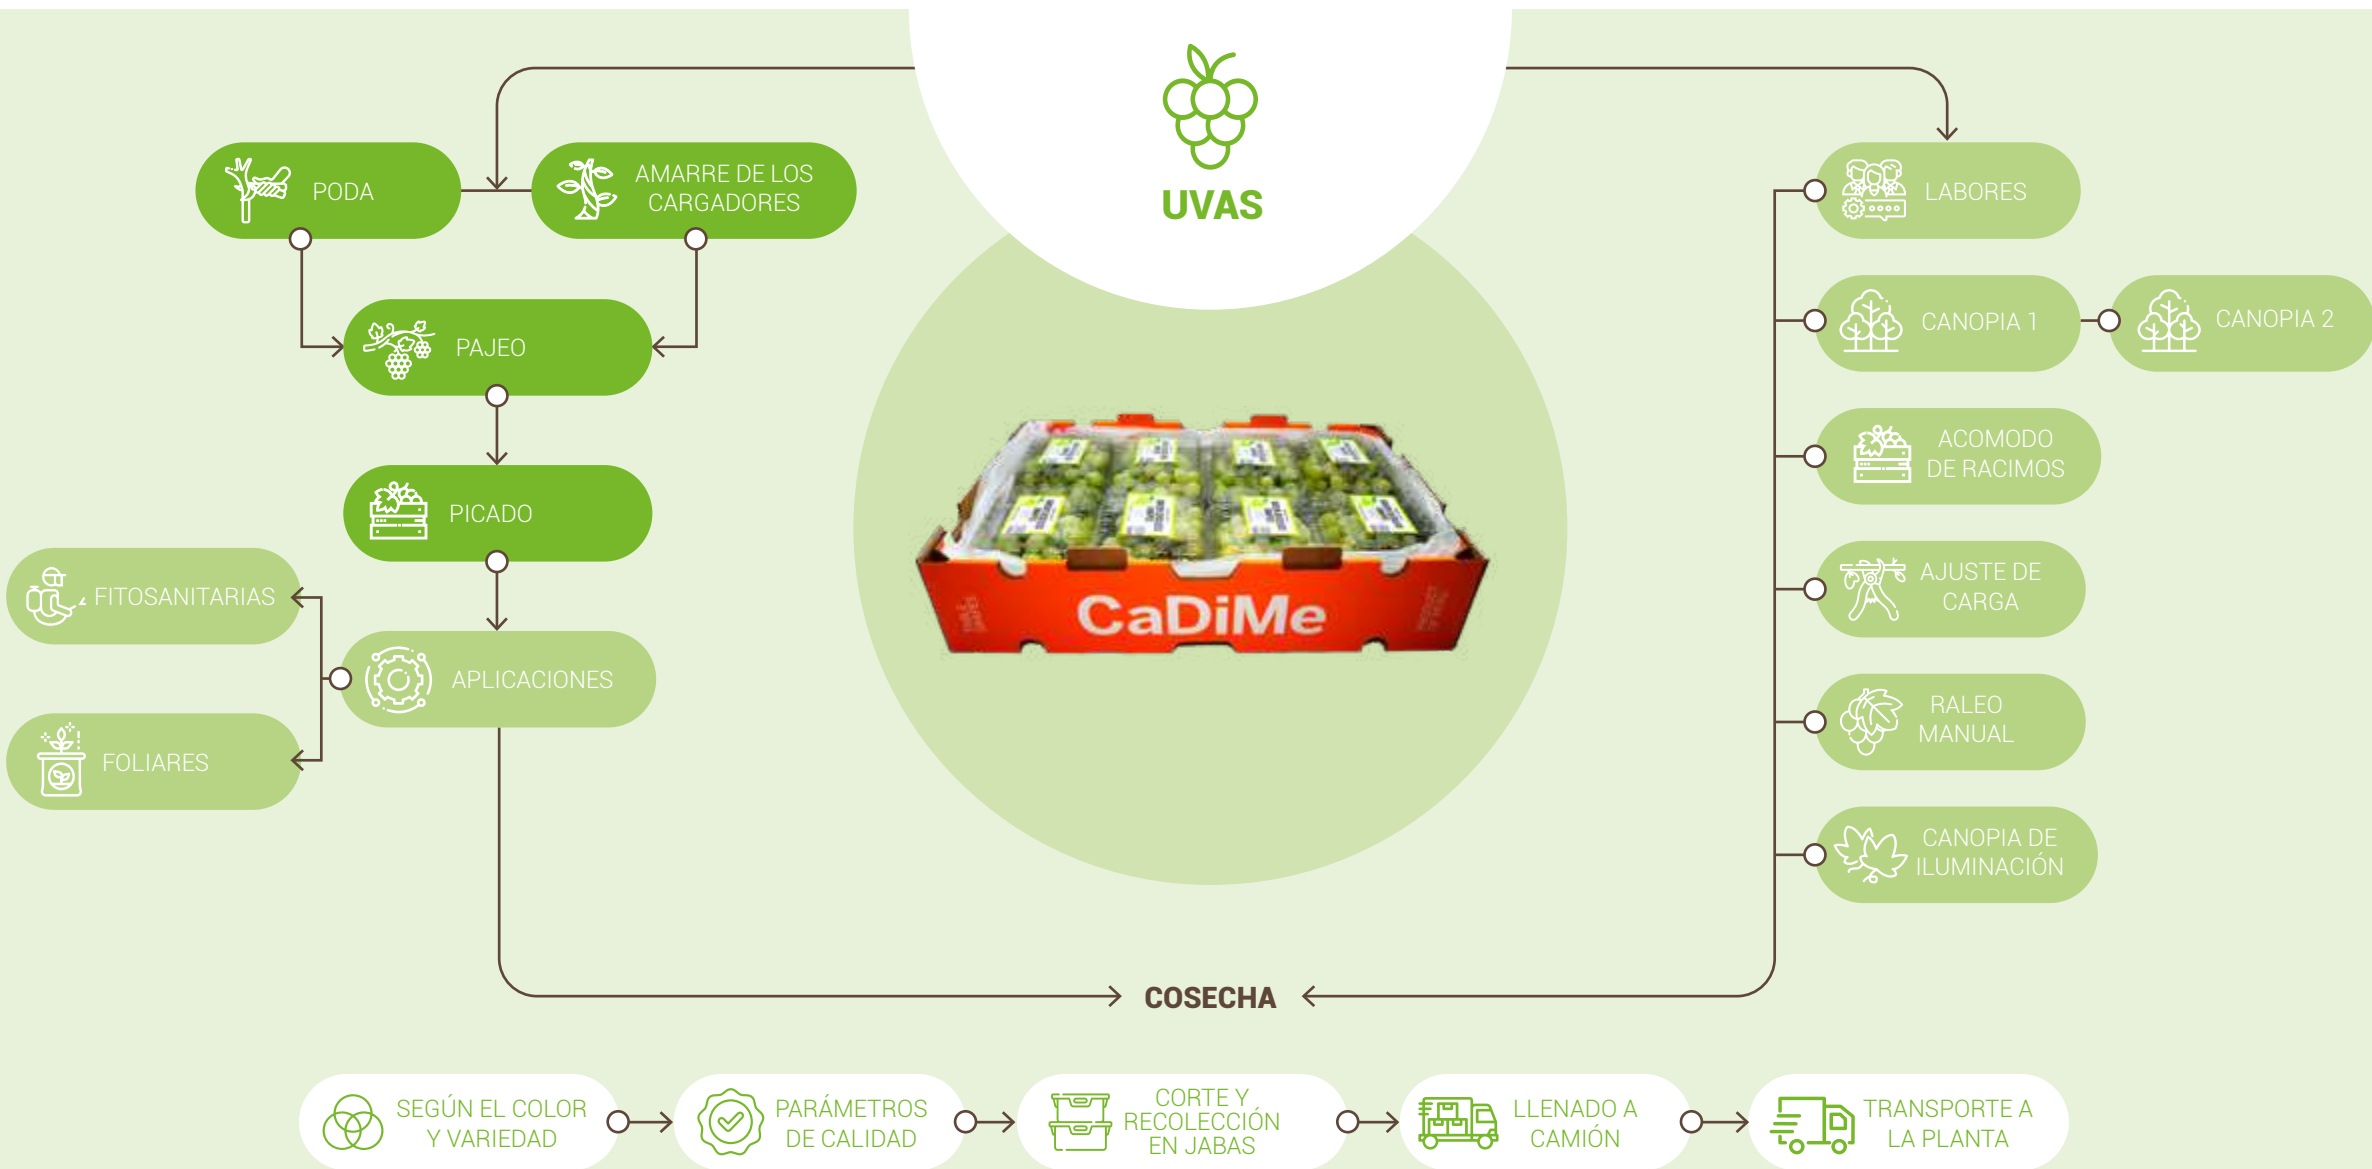 UVAS
PODA
AMARRE DE LOS
CARGADORES
PAJEO
PICADO
APLICACIONES
FITOSANITARIAS
FOLIARES
LABORES
CANOPIA 1
CANOPIA 2
ACOMODO
DE RACIMOS
AJUSTE DE
CARGA
RALEO
MANUAL
CANOPIA DE
ILUMINACIÓN
CaDiMe
COSECHA
SEGÚN EL COLOR
Y VARIEDAD
PARÁMETROS
DE CALIDAD
CORTE Y
RECOLECCIÓN
EN JABAS
LLENADO A
CAMIÓN
TRANSPORTE A
LA PLANTA